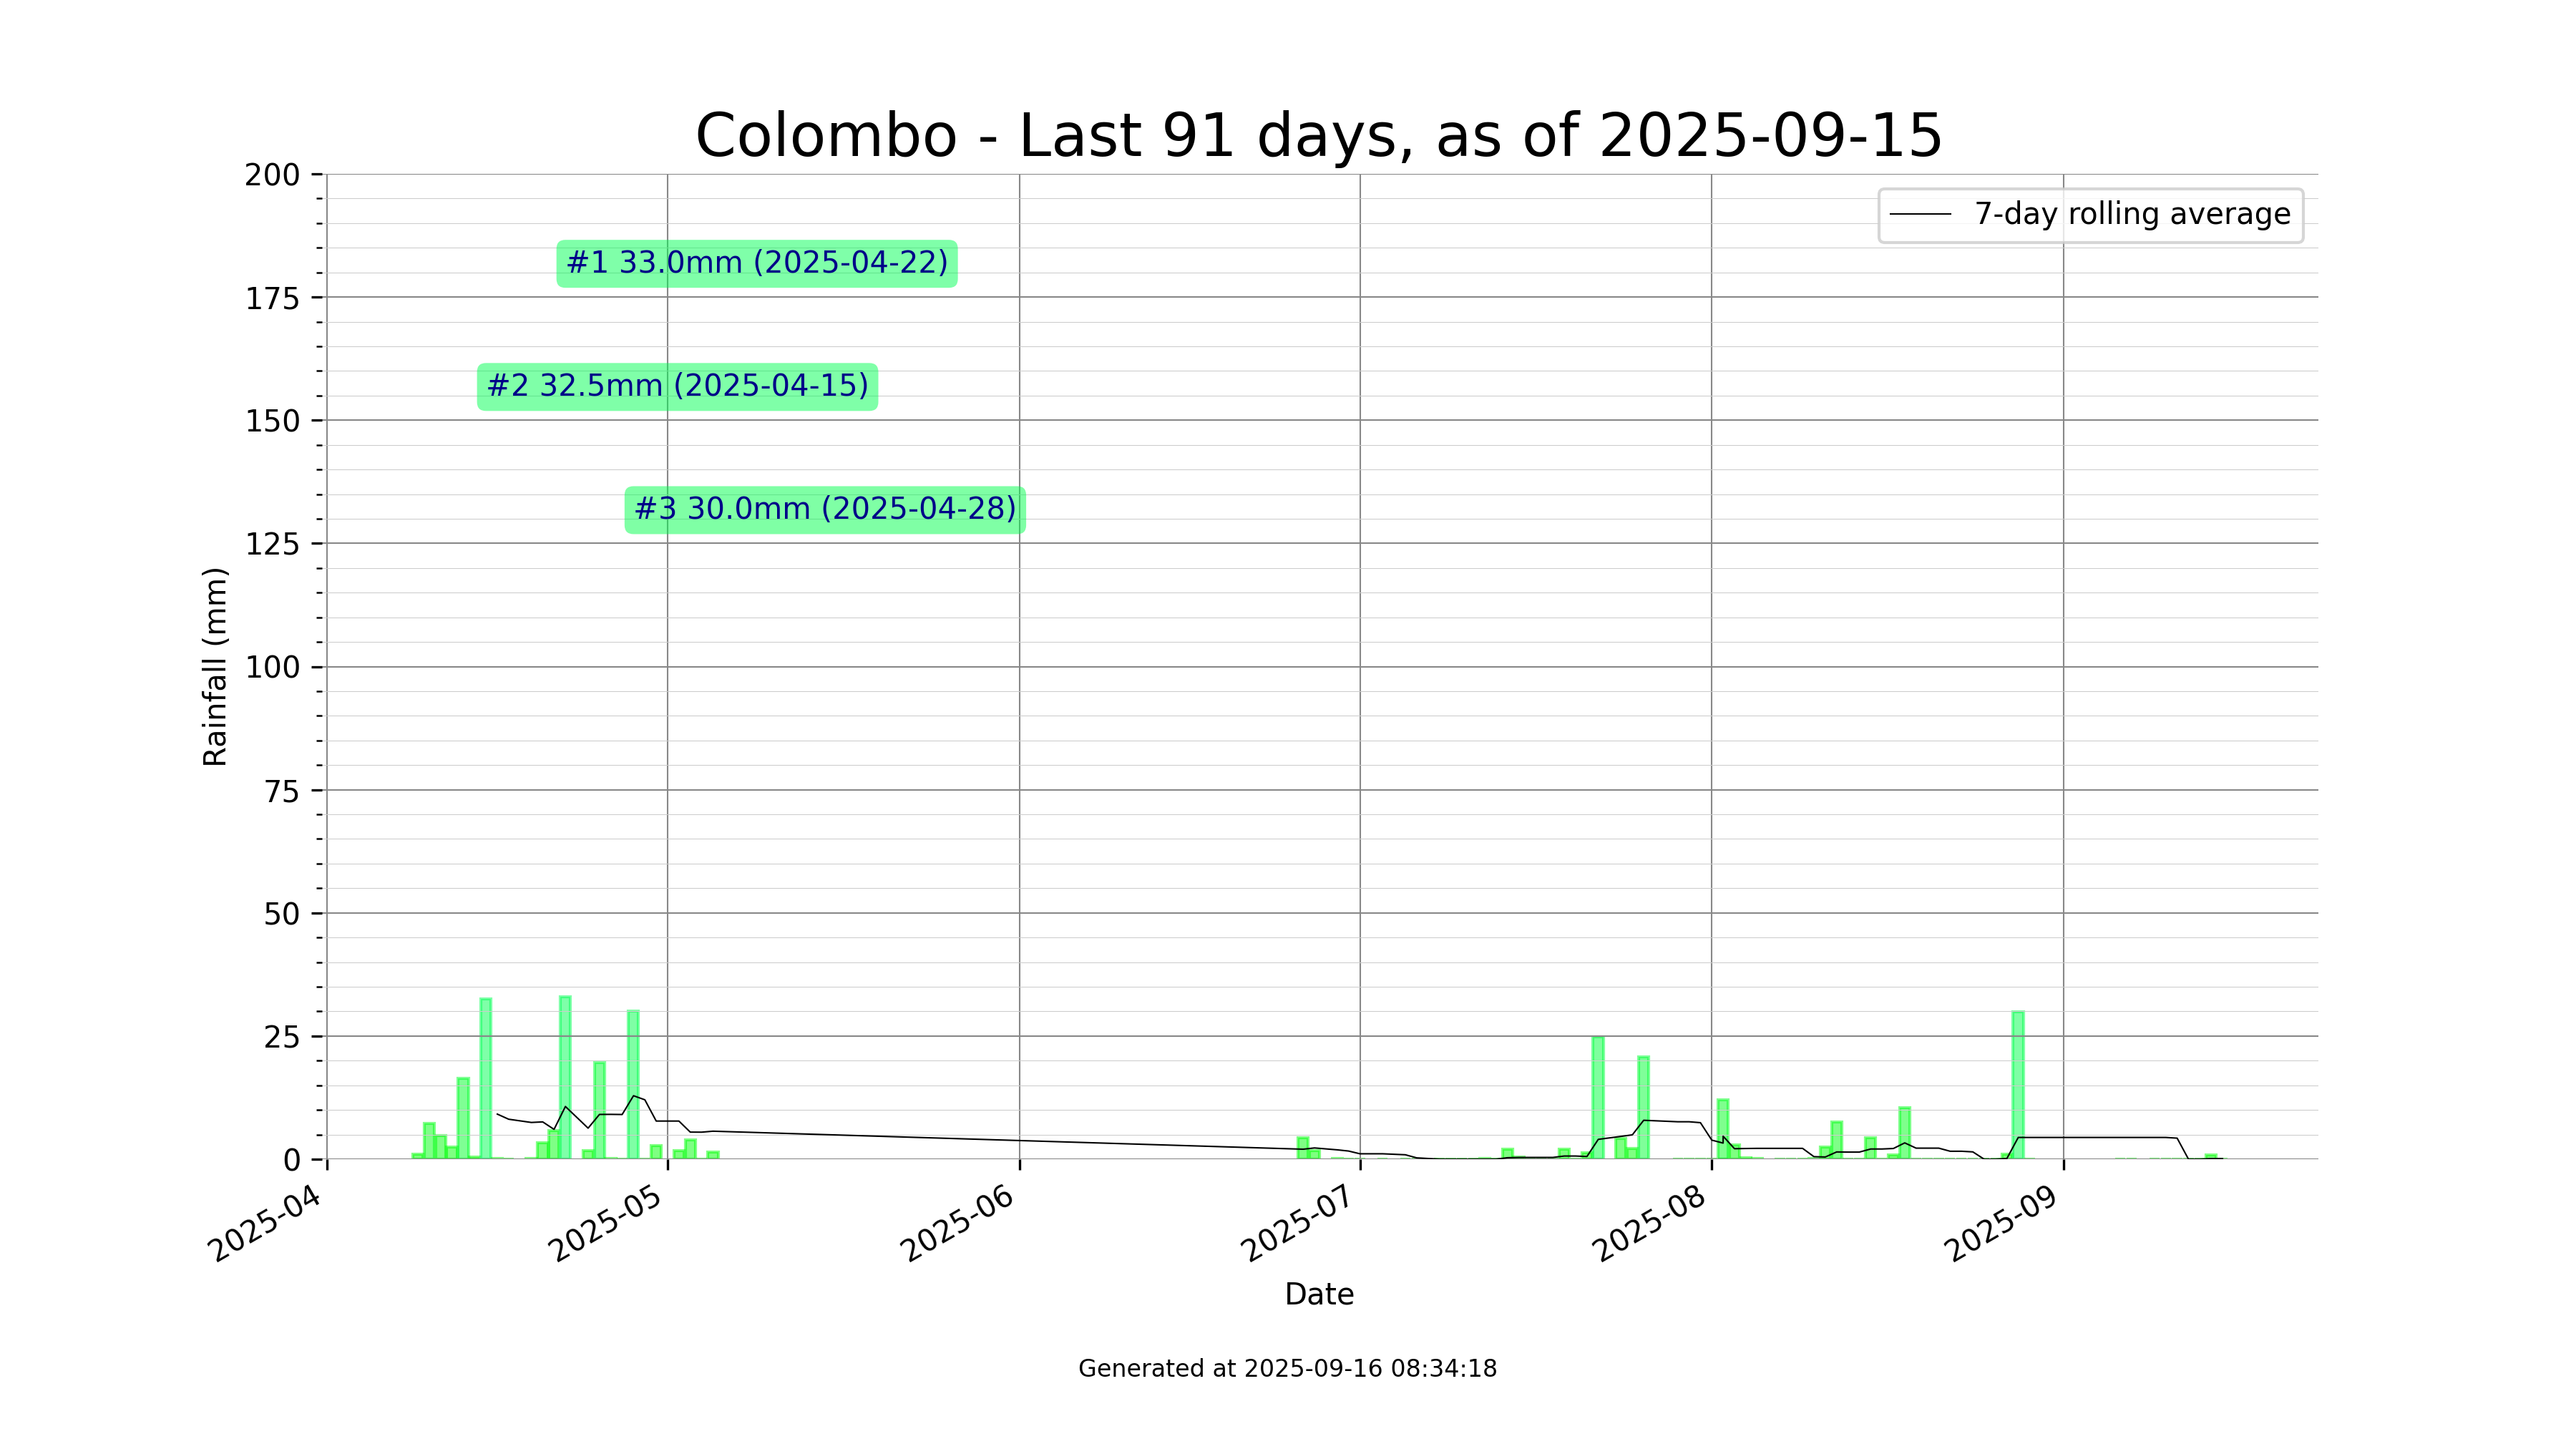 Colombo - Last 91 days, as of 2025-09-15
200
175
150
125
100
75
50
25
0
Rainfall (mm)
7-day rolling average
#1 33.0mm (2025-04-22)
#2 32.5mm (2025-04-15)
#3 30.0mm (2025-04-28)
2025-04
2025-05
2025-06
2025-07
2025-08
2025-09
Date
Generated at 2025-09-16 08:34:18